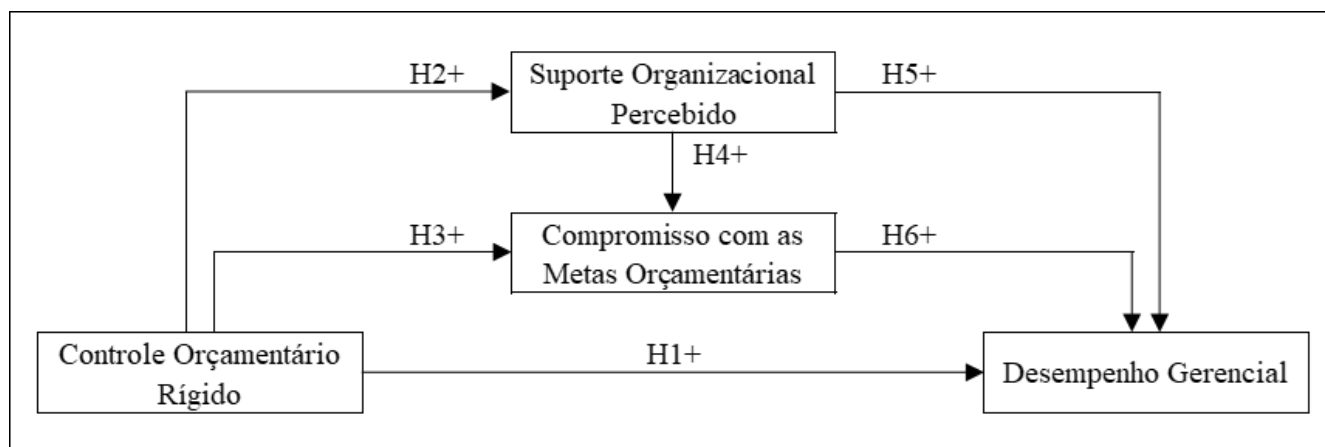 H2+
Suporte Organizacional
Percebido
H5+
H4+
H3+
Compromisso com as
Metas Orçamentárias
H6+
Controle Orçamentário
Rígido
H1+
Desempenho Gerencial